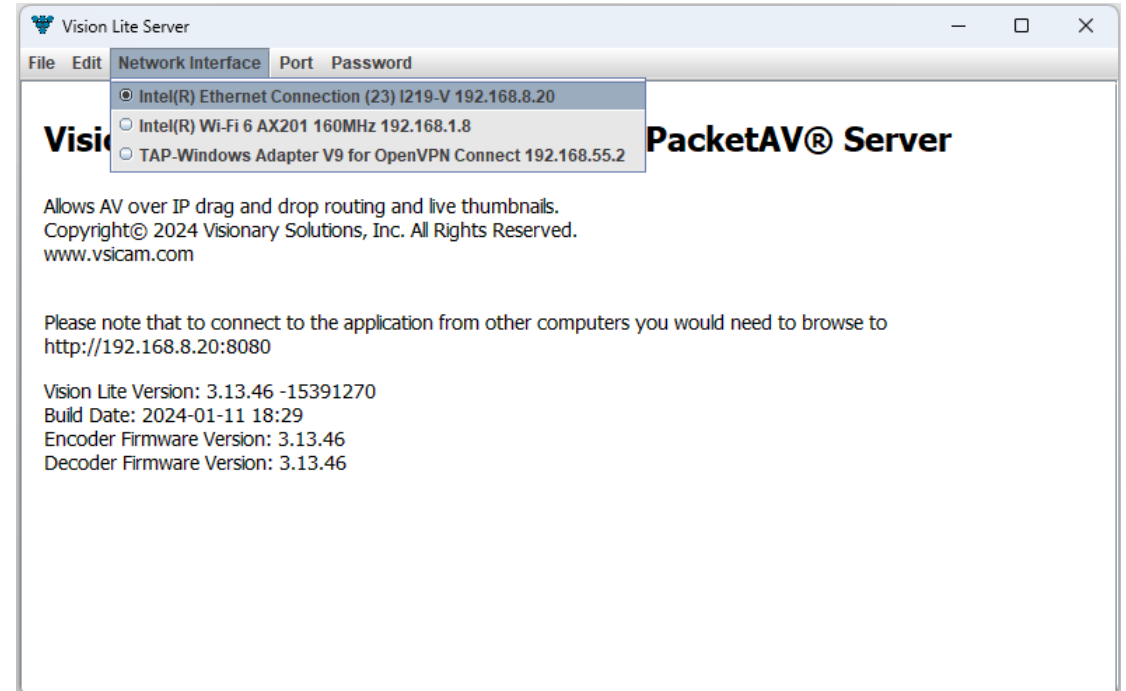 Vision Lite Server
File Edit Network Interface Port Password
Intel(R) Ethernet Connection (23) I219-V 192.168.8.20
Intel(R) Wi-Fi 6 AX201 160MHz 192.168.1.8
TAP-Windows Adapter V9 for OpenVPN Connect 192.168.55.2
PacketAV® Server
Allows AV over IP drag and drop routing and live thumbnails.
Copyright© 2024 Visionary Solutions, Inc. All Rights Reserved.
www.vsicam.com
Please note that to connect to the application from other computers you would need to browse to
http://192.168.8.20:8080
Vision Lite Version: 3.13.46 -15391270
Build Date: 2024-01-11 18:29
Encoder Firmware Version: 3.13.46
Decoder Firmware Version: 3.13.46